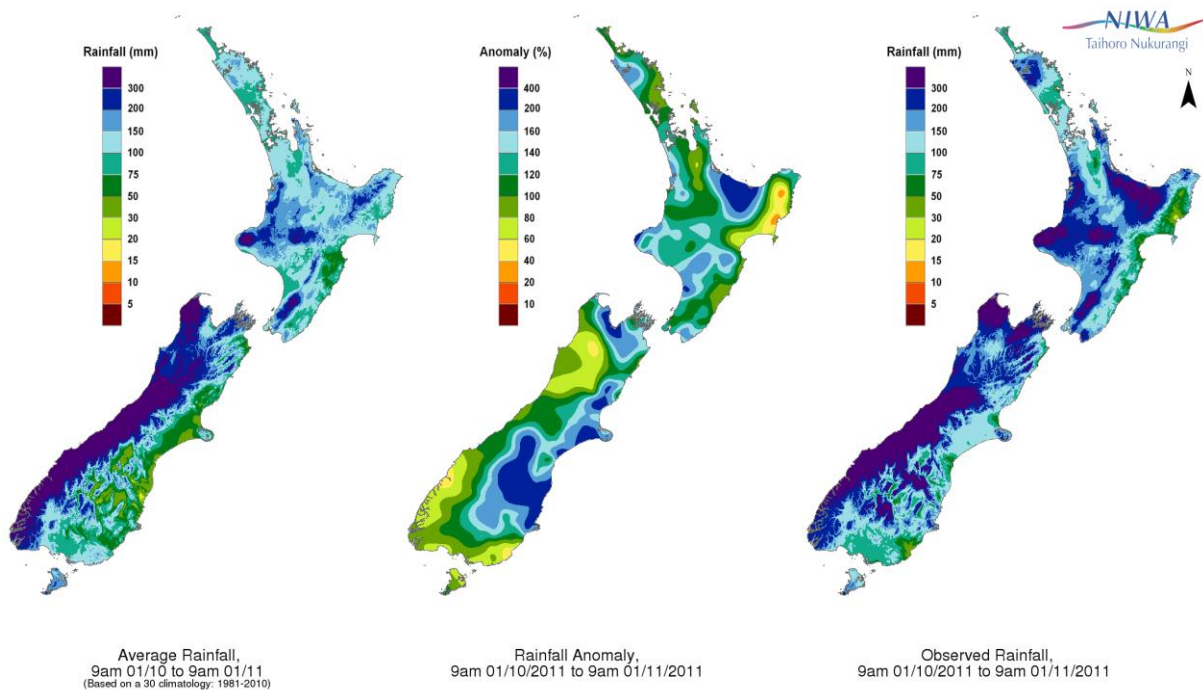 NIWA
Taihoro Nukurangi
N
Rainfall (mm)
300
200
150
100
75
50
30
20
15
10
5
Anomaly (%)
400
200
160
140
120
100
80
60
40
20
10
Rainfall (mm)
300
200
150
100
75
50
30
20
15
10
5
Average Rainfall,
9am 01/10 to 9am 01/11
(Based on a 30 climatology: 1981-2010)
Rainfall Anomaly,
9am 01/10/2011 to 9am 01/11/2011
Observed Rainfall,
9am 01/10/2011 to 9am 01/11/2011